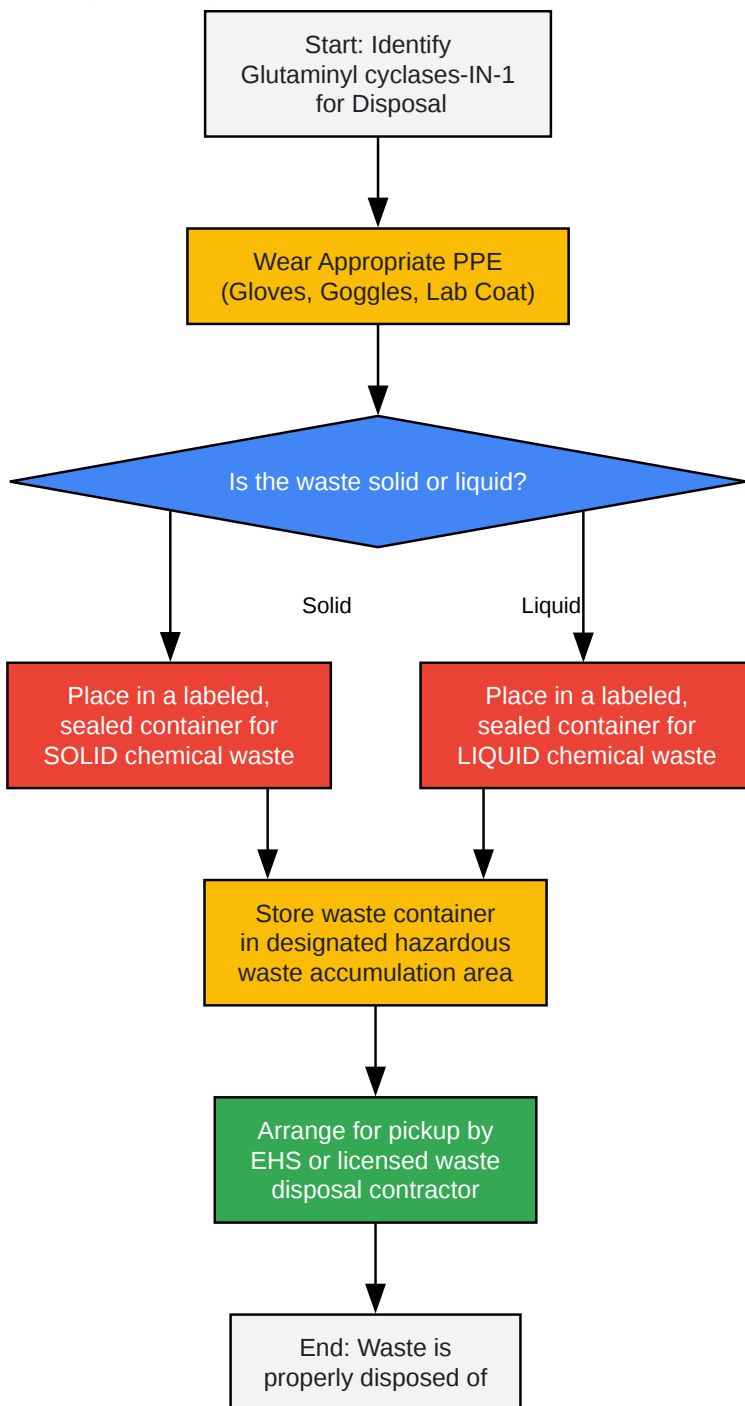 Start: Identify
Glutaminyl cyclases-IN-1
for Disposal
Wear Appropriate PPE
(Gloves, Goggles, Lab Coat)
Is the waste solid or liquid?
Solid
Liquid
Place in a labeled,
sealed container for
SOLID chemical waste
Place in a labeled,
sealed container for
LIQUID chemical waste
Store waste container
in designated hazardous
waste accumulation area
Arrange for pickup by
EHS or licensed waste
disposal contractor
End: Waste is
properly disposed of